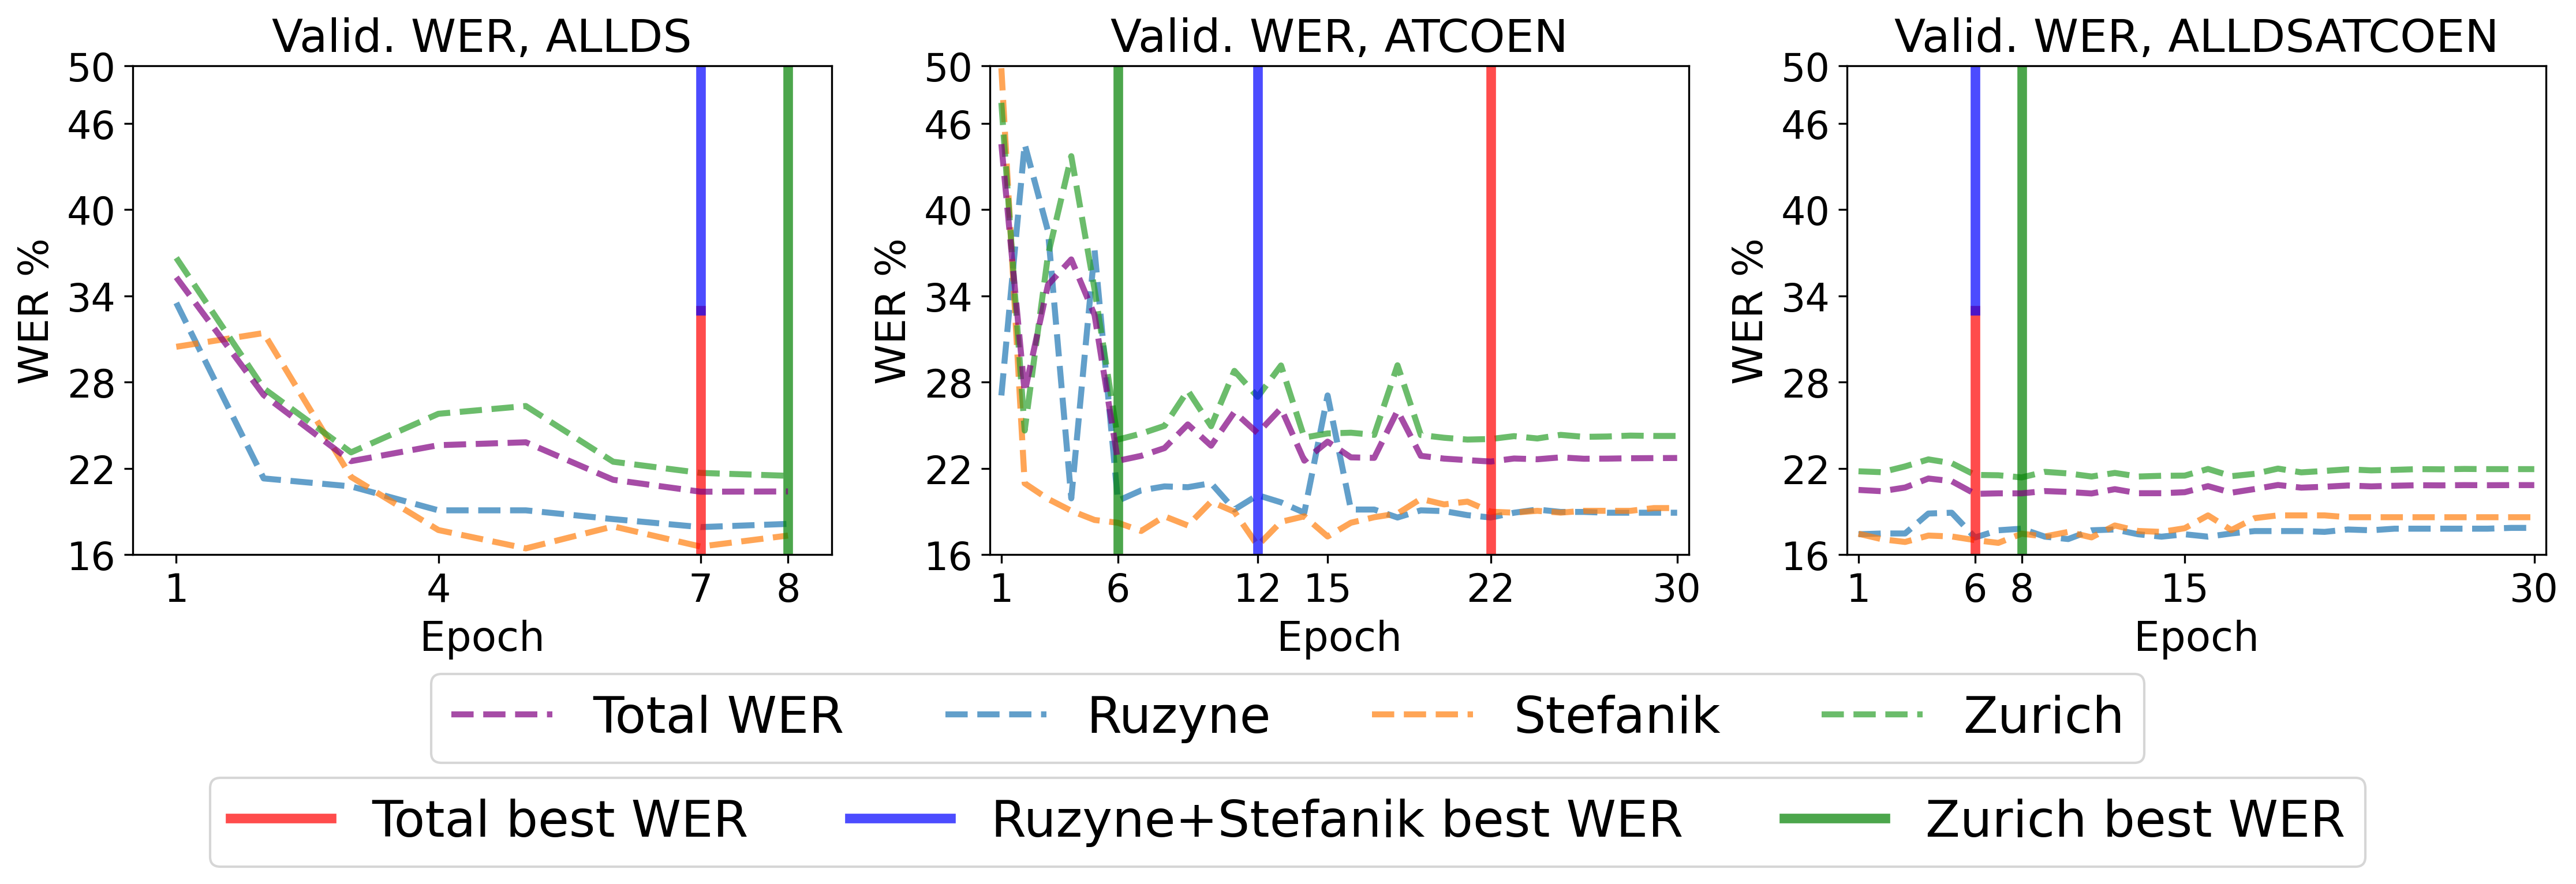 Valid. WER, ALLDS
50
46
40
34
28
22
16
WER %
1
4
7
8
Epoch
Valid. WER, ATCOEN
50
46
40
34
28
22
16
WER %
1
6
12
15
22
30
Epoch
Valid. WER, ALLDSATCOEN
50
46
40
34
28
22
16
WER %
1
6
8
15
30
Epoch
Total WER
Ruzyne
Stefanik
Zurich
Total best WER
Ruzyne+Stefanik best WER
Zurich best WER